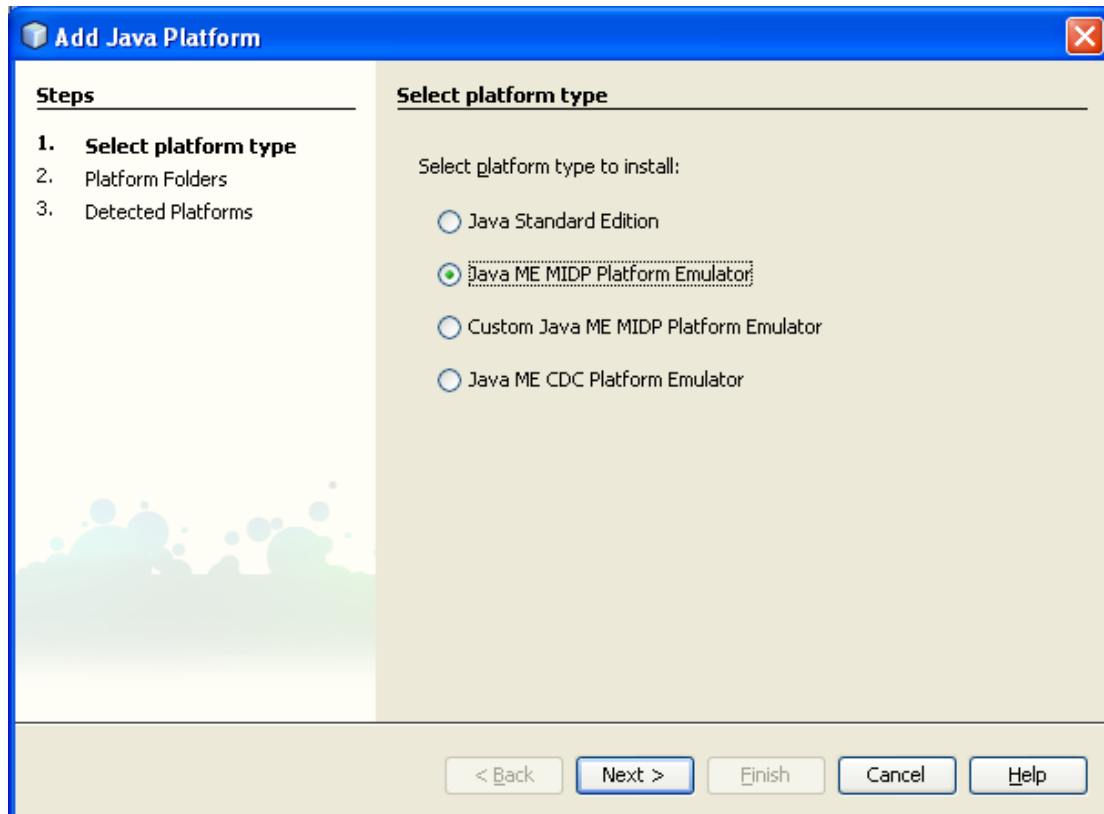 Add Java Platform
Steps
1. Select platform type
2. Platform Folders
3. Detected Platforms
Select platform type
Select platform type to install:
Java Standard Edition
Java ME MIDP Platform Emulator
Custom Java ME MIDP Platform Emulator
Java ME CDC Platform Emulator
< Back Next > Finish Cancel Help